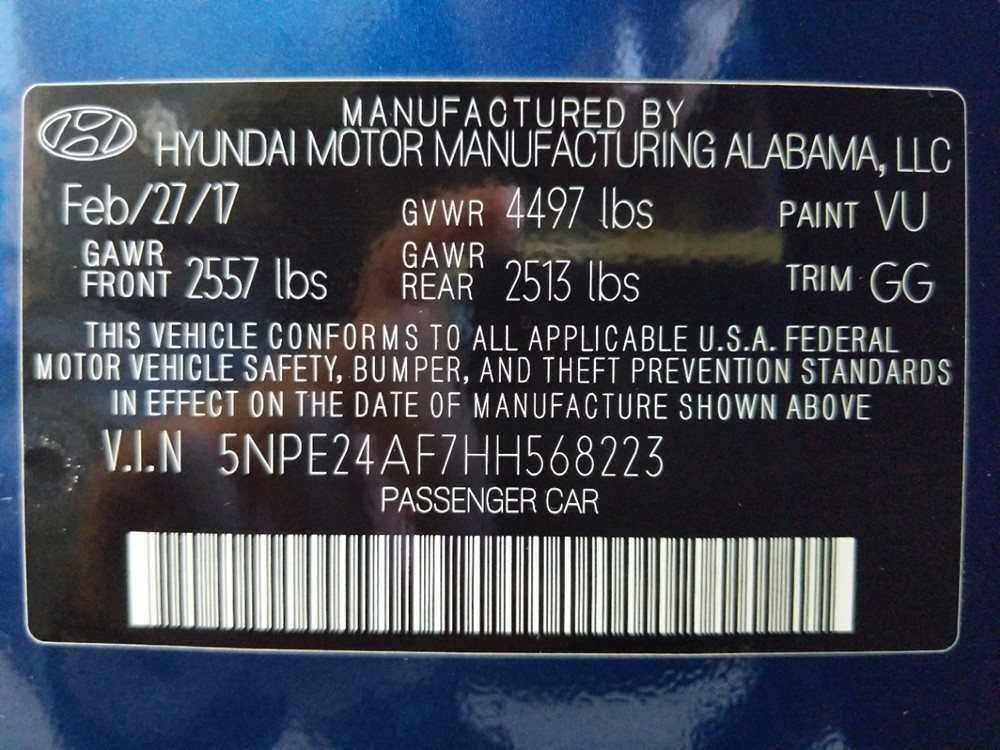 MANUFACTURED BY
HYUNDAI MOTOR MANUFACTURING ALABAMA, LLC
Feb/27/17 GVWR 4497 lbs PAINT VU
GAWR FRONT 2557 lbs GAWR REAR 2513 lbs TRIM GG
THIS VEHICLE CONFORMS TO ALL APPLICABLE U.S.A. FEDERAL
MOTOR VEHICLE SAFETY, BUMPER, AND THEFT PREVENTION STANDARDS
IN EFFECT ON THE DATE OF MANUFACTURE SHOWN ABOVE
V.I.N 5NPE24AF7HH568223
PASSENGER CAR